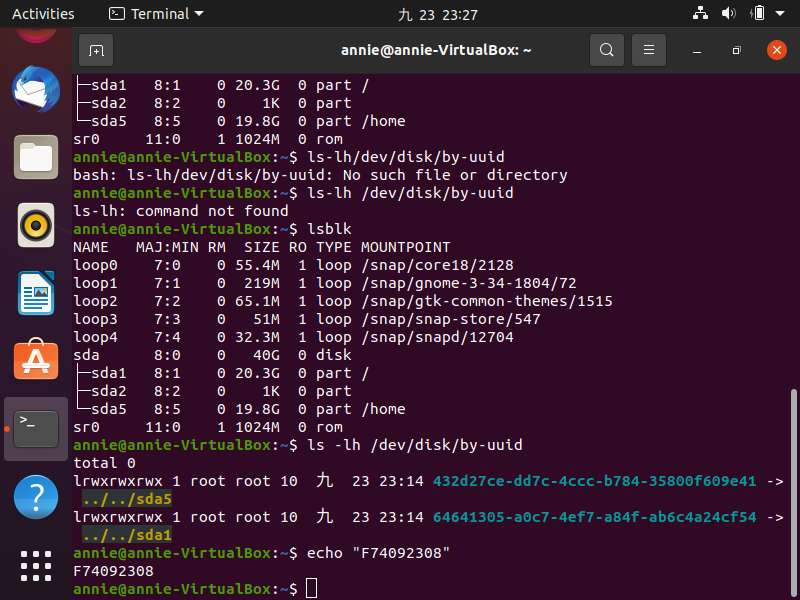 Activities Terminal 九 23 23:27
annie@annie-VirtualBox: ~
├─sda1   8:1    0 20.3G  0 part /
├─sda2   8:2    0    1K  0 part
└─sda5   8:5    0 19.8G  0 part /home
sr0     11:0    1 1024M  0 rom
annie@annie-VirtualBox:~$ ls-lh/dev/disk/by-uuid
bash: ls-lh/dev/disk/by-uuid: No such file or directory
annie@annie-VirtualBox:~$ ls-lh /dev/disk/by-uuid
ls-lh: command not found
annie@annie-VirtualBox:~$ lsblk
NAME   MAJ:MIN RM  SIZE RO TYPE MOUNTPOINT
loop0    7:0    0 55.4M  1 loop /snap/core18/2128
loop1    7:1    0  219M  1 loop /snap/gnome-3-34-1804/72
loop2    7:2    0 65.1M  1 loop /snap/gtk-common-themes/1515
loop3    7:3    0   51M  1 loop /snap/snap-store/547
loop4    7:4    0 32.3M  1 loop /snap/snapd/12704
sda      8:0    0   40G  0 disk
├─sda1   8:1    0 20.3G  0 part /
├─sda2   8:2    0    1K  0 part
└─sda5   8:5    0 19.8G  0 part /home
sr0     11:0    1 1024M  0 rom
annie@annie-VirtualBox:~$ ls -lh /dev/disk/by-uuid
total 0
lrwxrwxrwx 1 root root 10  九  23 23:14 432d27ce-dd7c-4ccc-b784-35800f609e41 ->
../../sda5
lrwxrwxrwx 1 root root 10  九  23 23:14 64641305-a0c7-4ef7-a84f-ab6c4a24cf54 ->
../../sda1
annie@annie-VirtualBox:~$ echo "F74092308"
F74092308
annie@annie-VirtualBox:~$